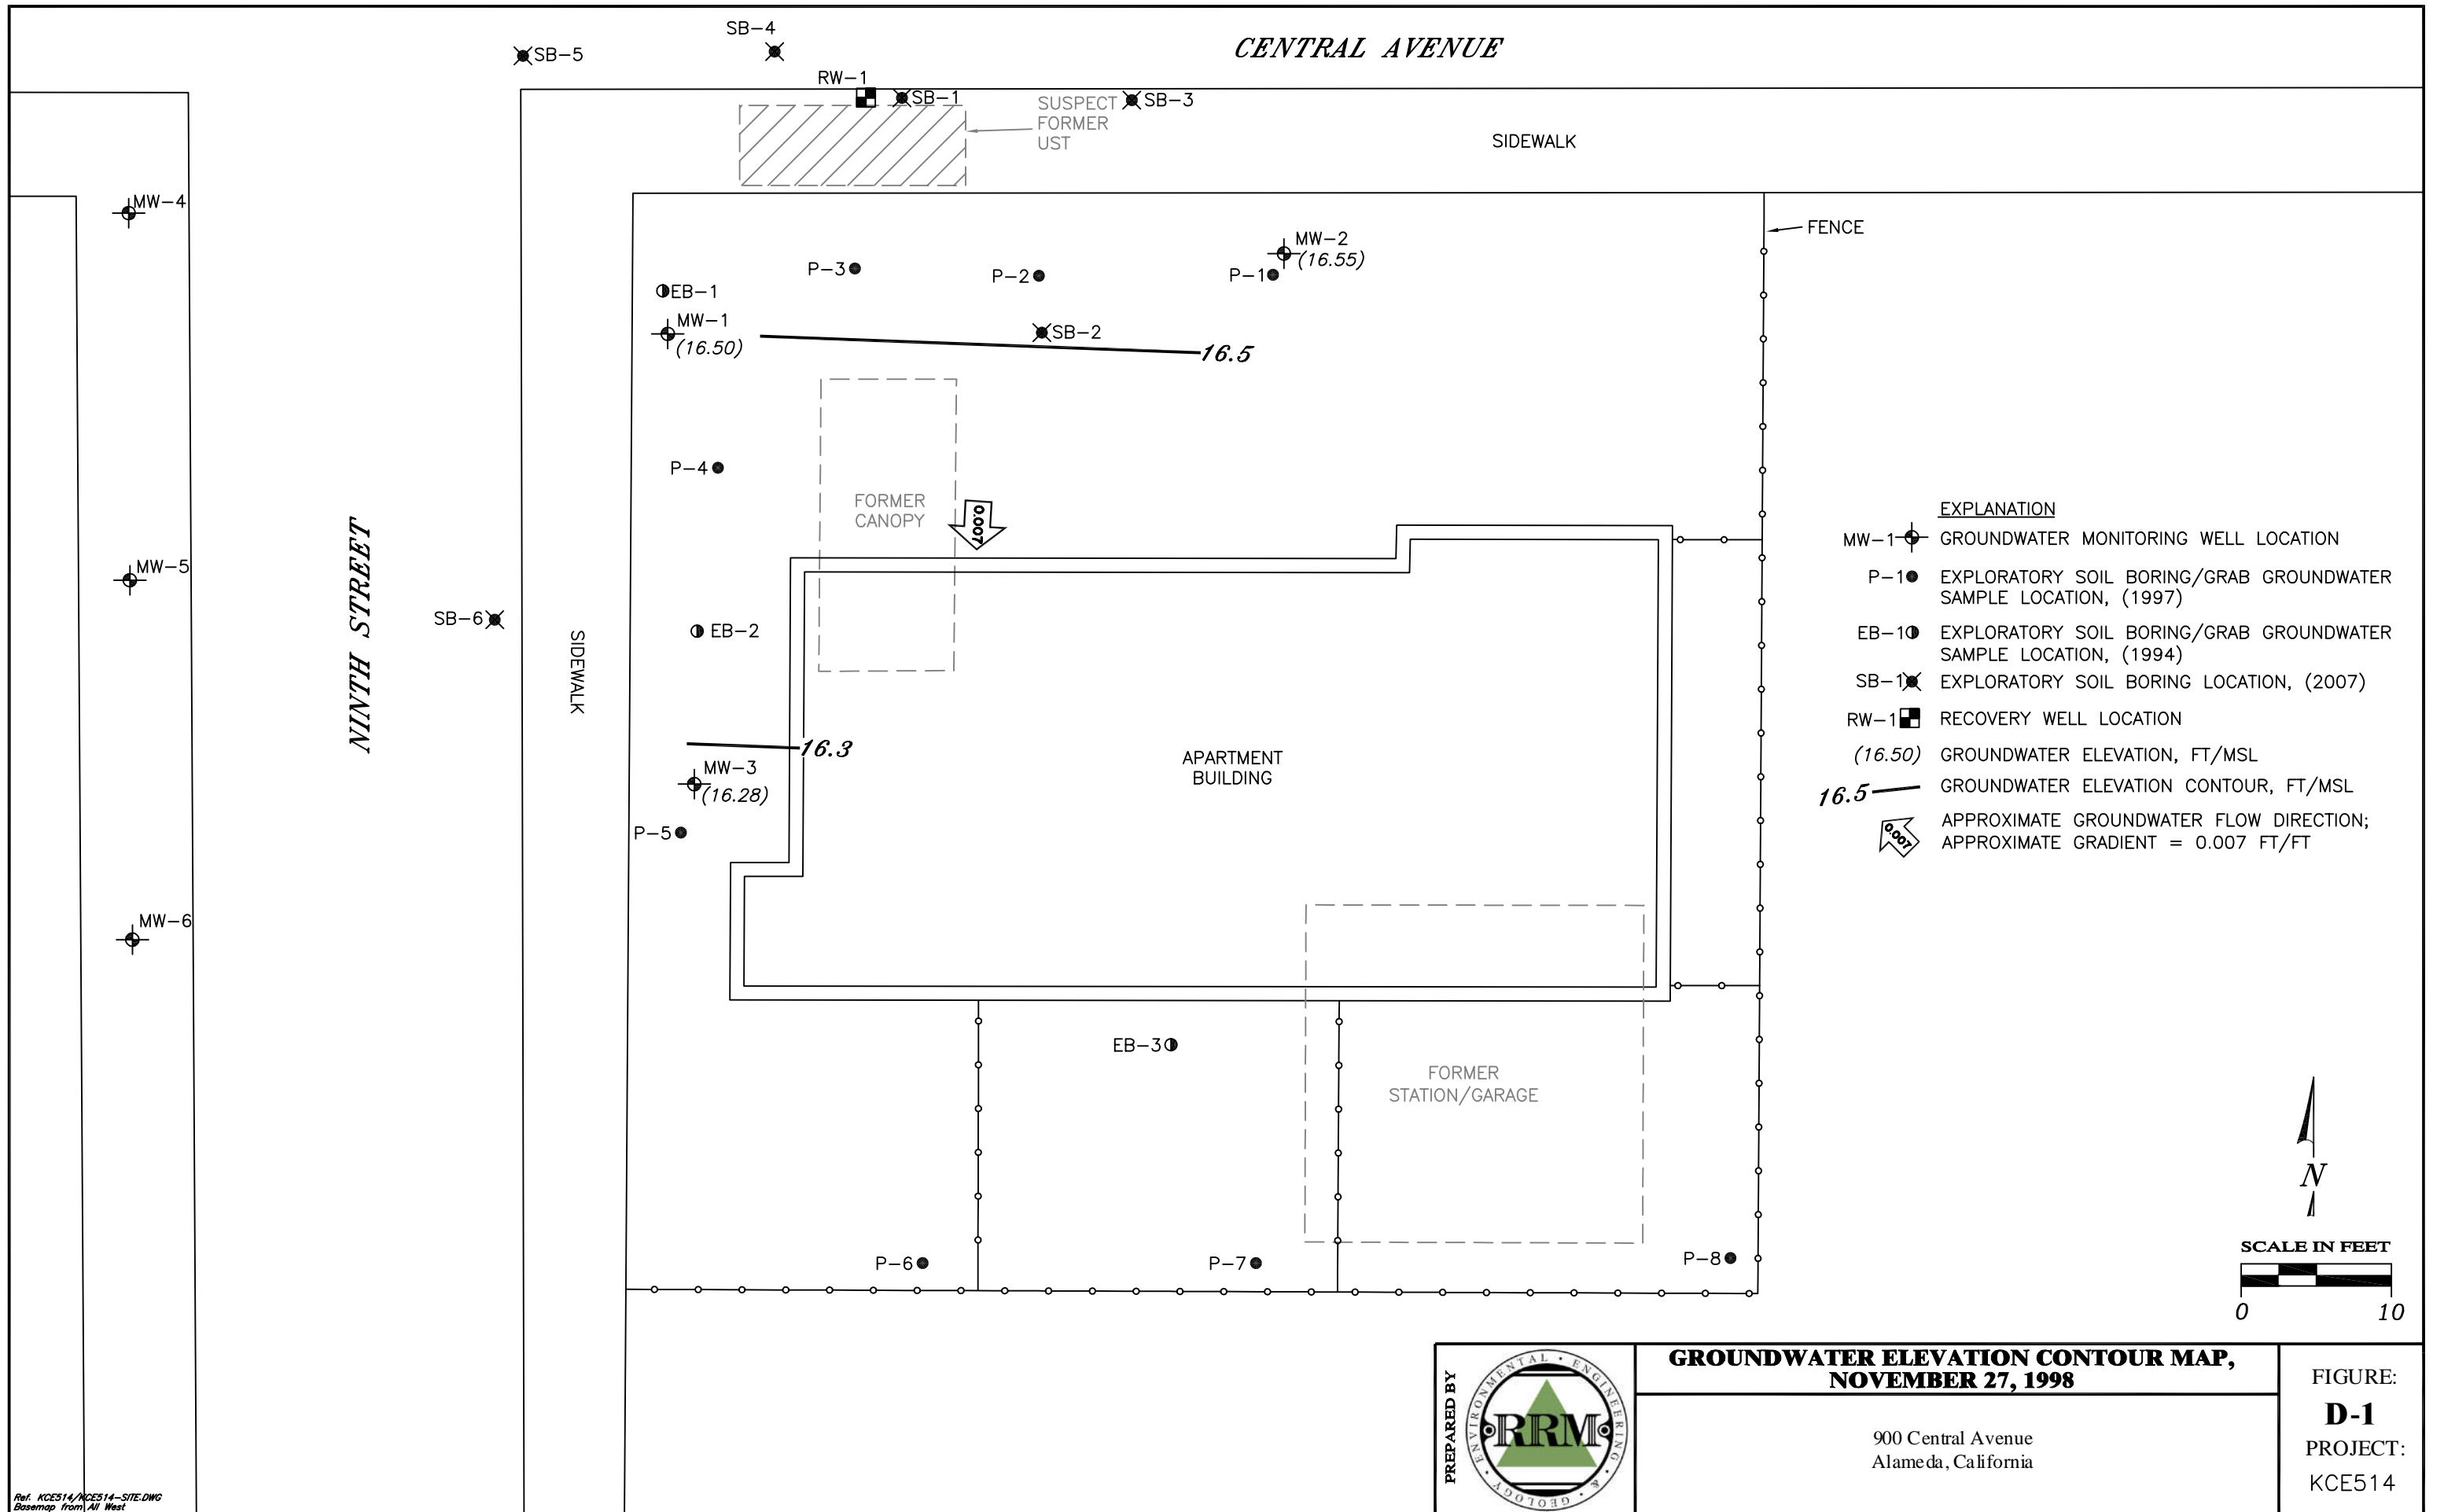 SB-4
SB-5
CENTRAL AVENUE
RW-1
SB-1
SUSPECT
FORMER
UST
SB-3
SIDEWALK
MW-4
FENCE
MW-2
(16.55)
P-3
P-2
P-1
EB-1
MW-1
(16.50)
SB-2
16.5
P-4
FORMER
CANOPY
0.007
NINTH STREET
MW-5
SB-6
SIDEWALK
EB-2
16.3
MW-3
(16.28)
P-5
APARTMENT
BUILDING
MW-6
EB-3
FORMER
STATION/GARAGE
P-6
P-7
P-8
EXPLANATION
MW-1 GROUNDWATER MONITORING WELL LOCATION
P-1 EXPLORATORY SOIL BORING/GRAB GROUNDWATER
SAMPLE LOCATION, (1997)
EB-1 EXPLORATORY SOIL BORING/GRAB GROUNDWATER
SAMPLE LOCATION, (1994)
SB-1 EXPLORATORY SOIL BORING LOCATION, (2007)
RW-1 RECOVERY WELL LOCATION
(16.50) GROUNDWATER ELEVATION, FT/MSL
16.5 GROUNDWATER ELEVATION CONTOUR, FT/MSL
0.007 APPROXIMATE GROUNDWATER FLOW DIRECTION;
APPROXIMATE GRADIENT = 0.007 FT/FT
N
SCALE IN FEET
0 10
PREPARED BY
ENVIRONMENTAL • ENGINEERING • & GEOLOGY •
RRM
GROUNDWATER ELEVATION CONTOUR MAP,
NOVEMBER 27, 1998
900 Central Avenue
Alameda, California
FIGURE:
D-1
PROJECT:
KCE514
Ref. KCE514/KCE514-SITE.DWG
Basemap from All West